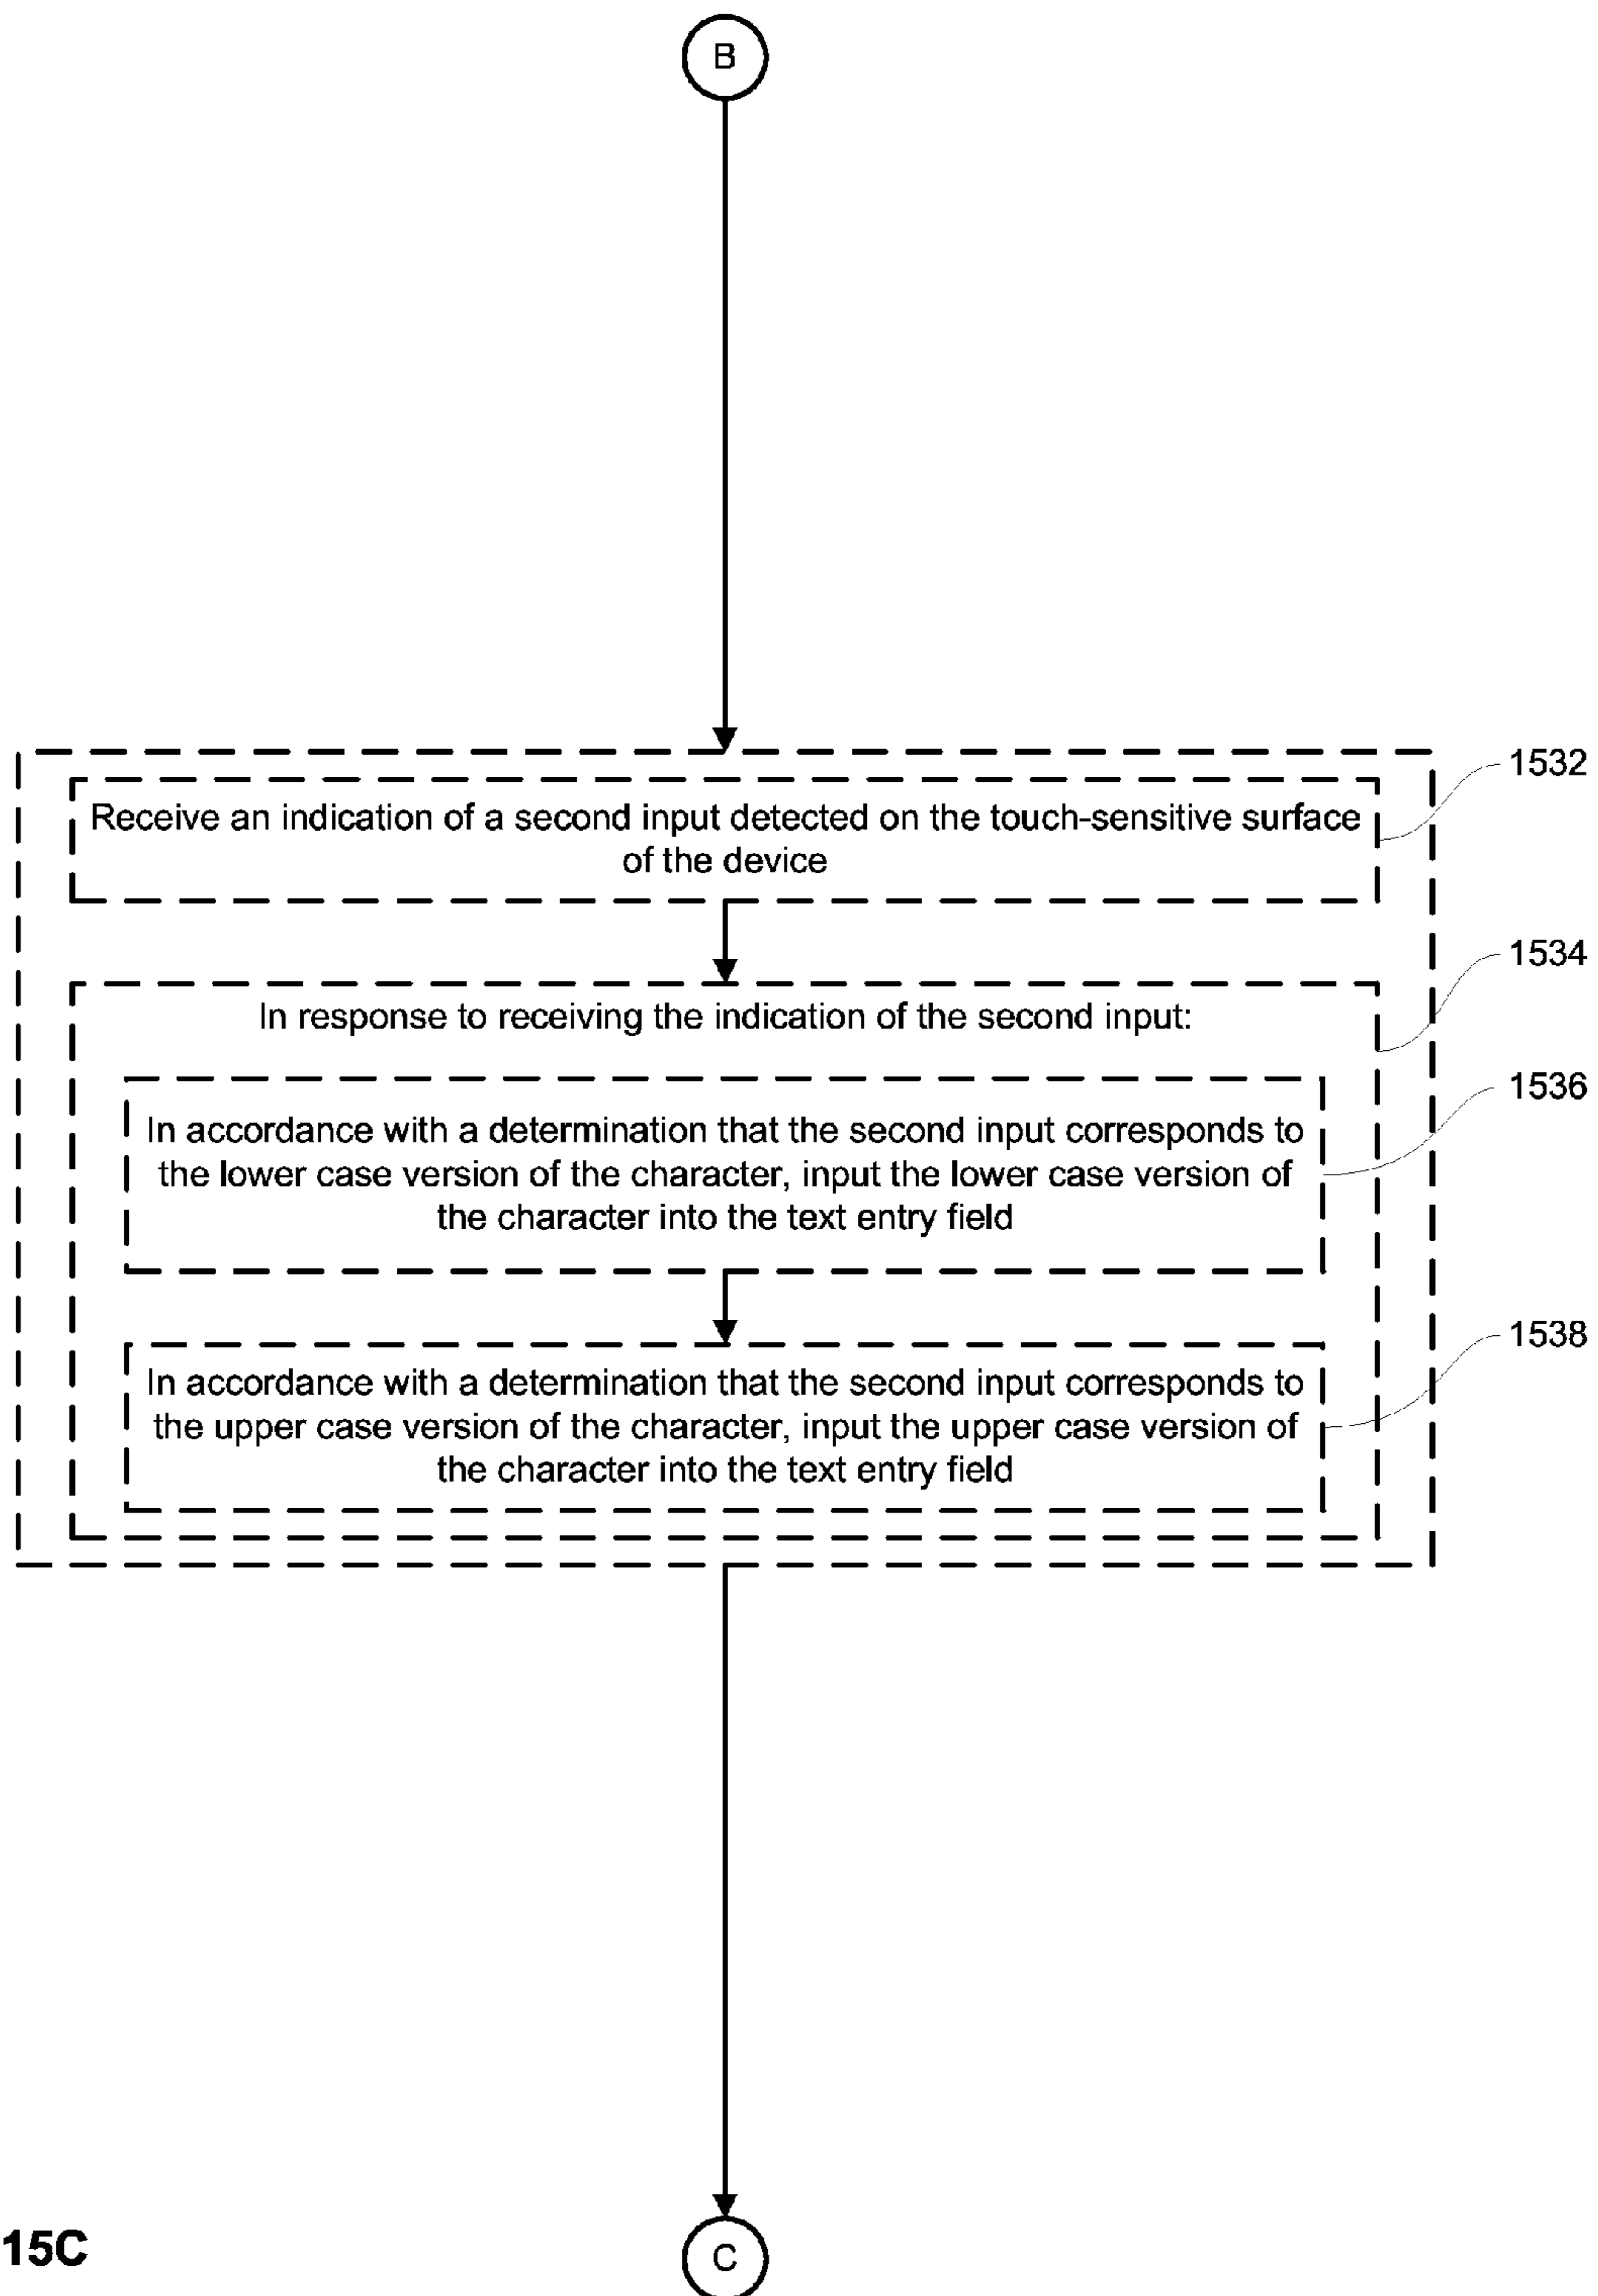 B
1532
Receive an indication of a second input detected on the touch-sensitive surface
of the device
1534
In response to receiving the indication of the second input:
1536
In accordance with a determination that the second input corresponds to
the lower case version of the character, input the lower case version of
the character into the text entry field
1538
In accordance with a determination that the second input corresponds to
the upper case version of the character, input the upper case version of
the character into the text entry field
15C
C